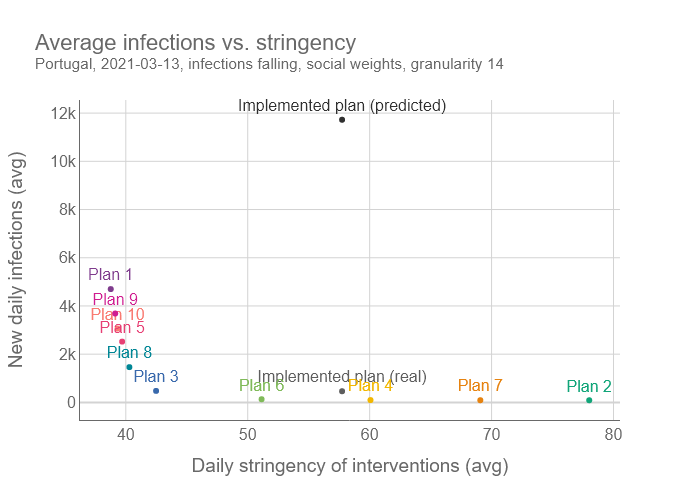 Average infections vs. stringency
Portugal, 2021-03-13, infections falling, social weights, granularity 14
New daily infections (avg)
12k
10k
8k
6k
4k
2k
0
Implemented plan (predicted)
Plan 1
Plan 9
Plan 10
Plan 5
Plan 8
Plan 3
Implemented plan (real)
Plan 6
Plan 4
Plan 7
Plan 2
40
50
60
70
80
Daily stringency of interventions (avg)